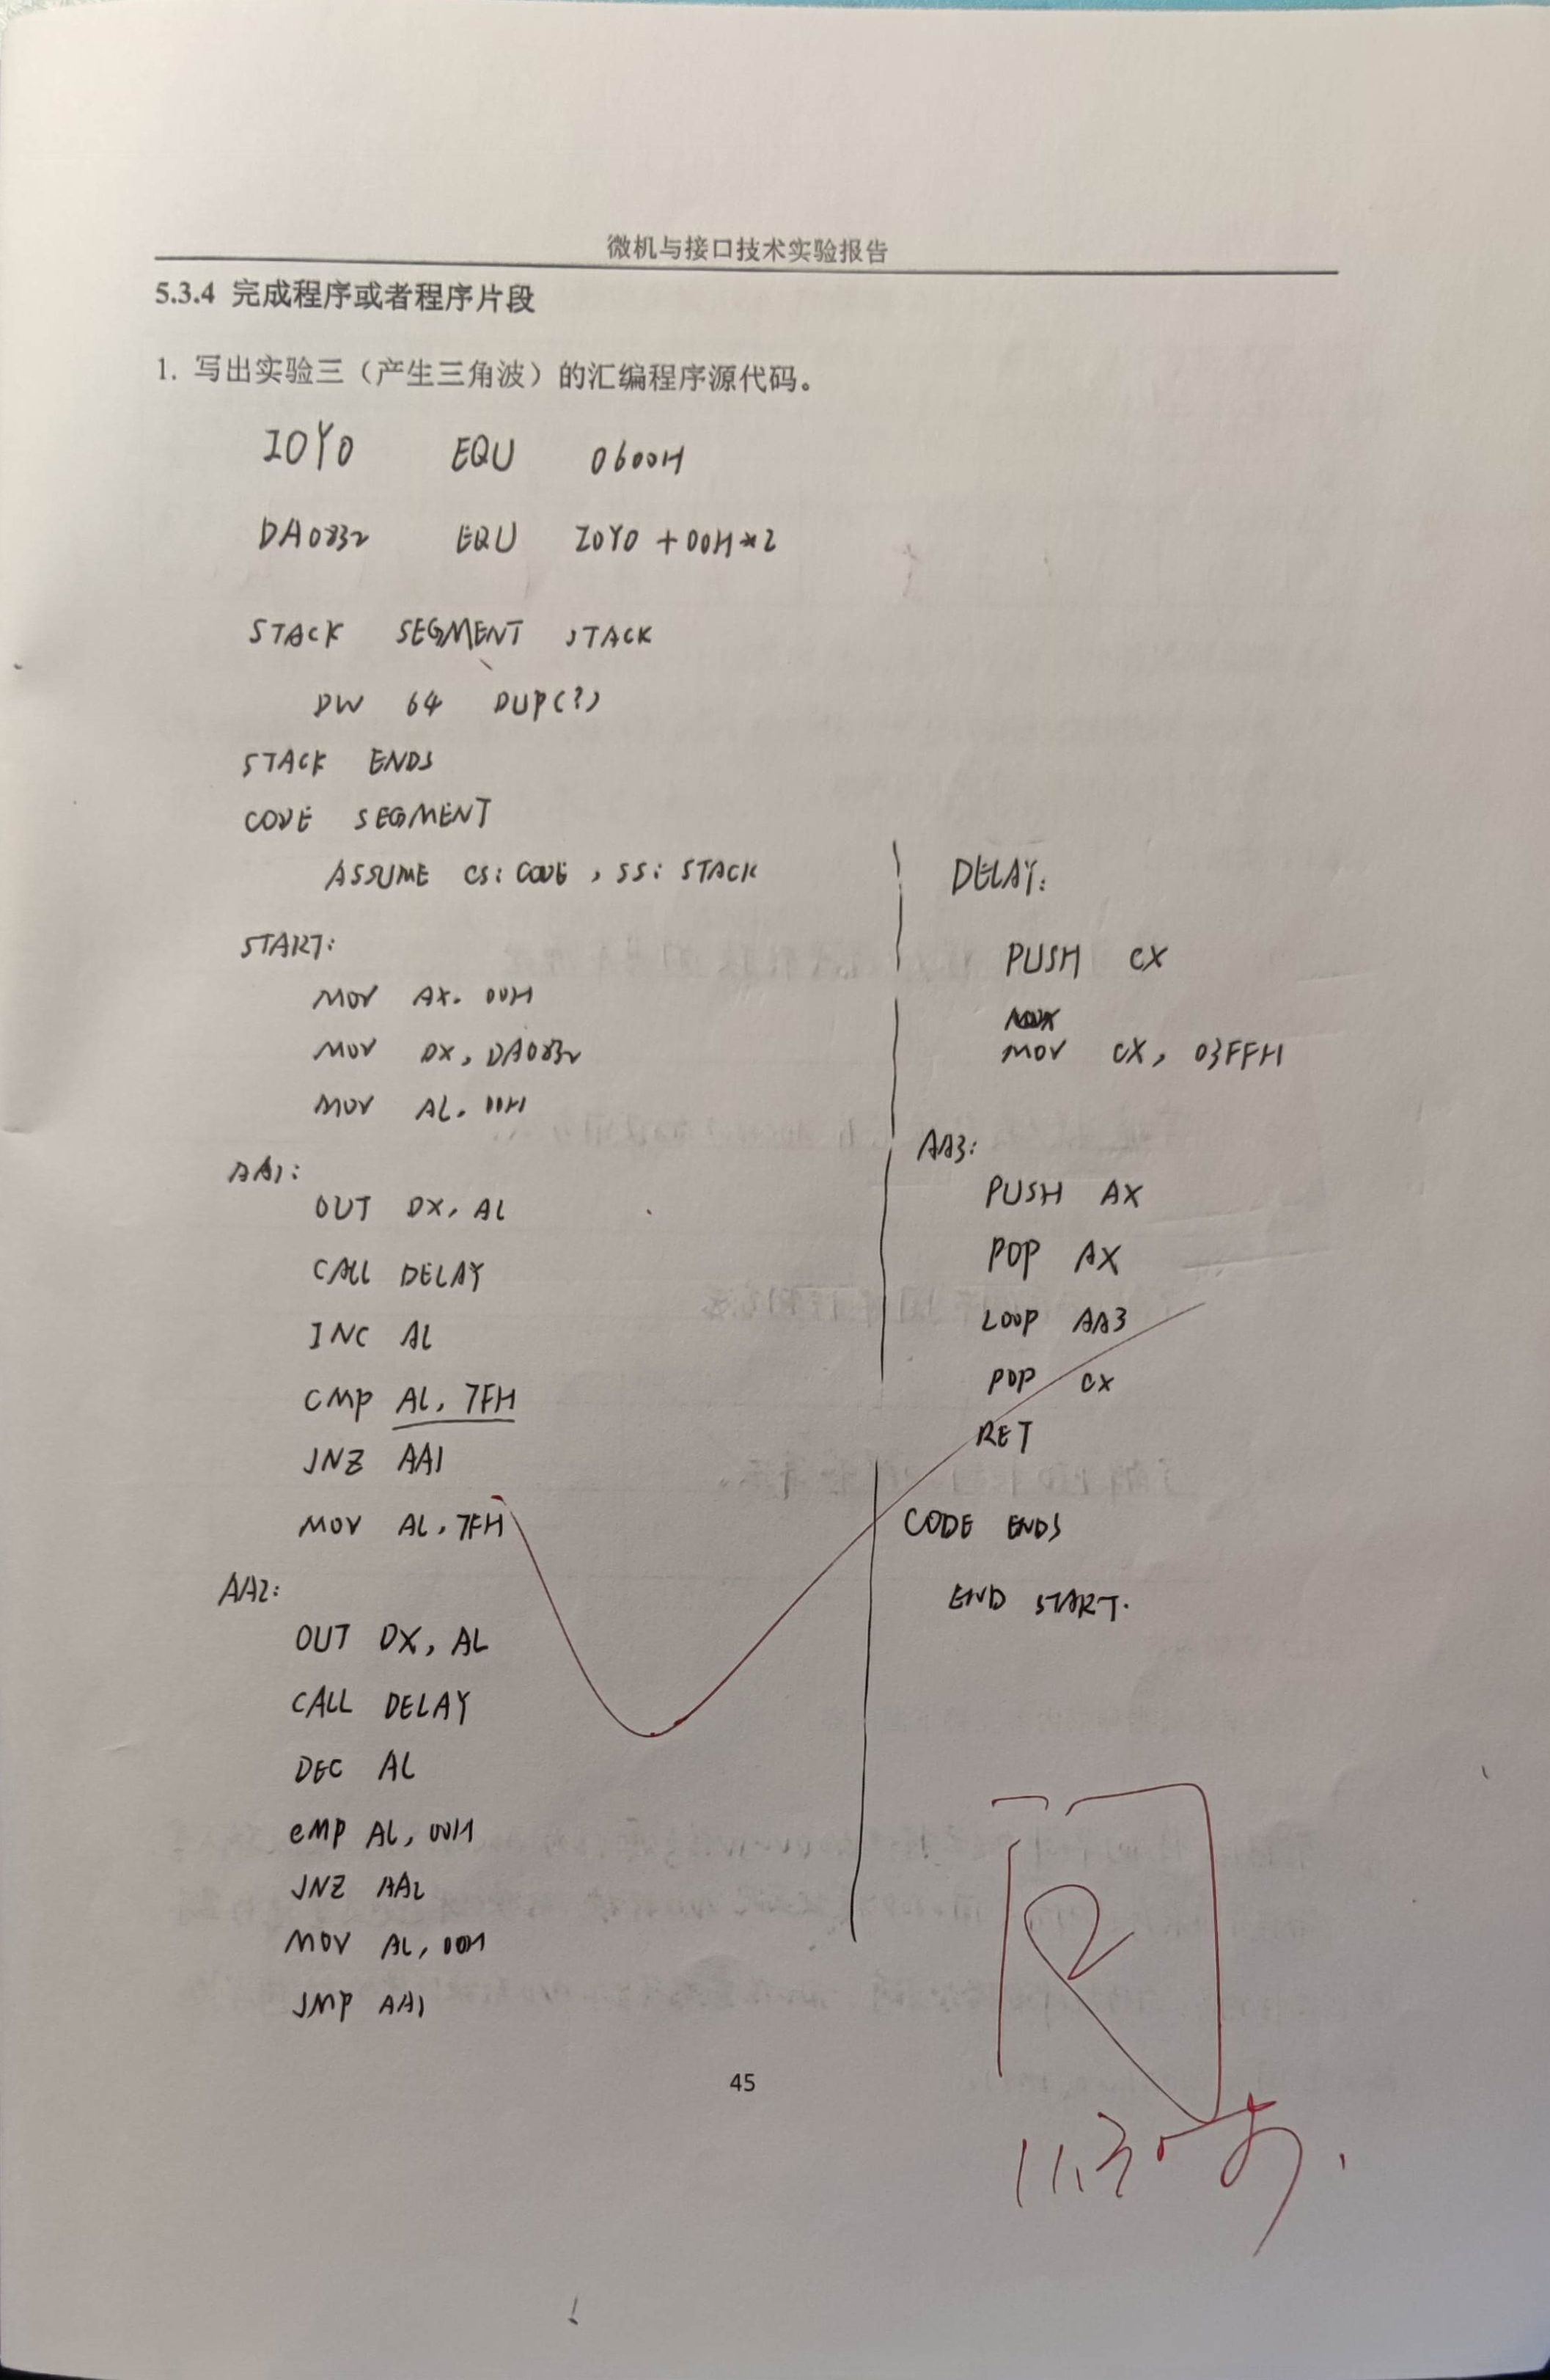 微机与接口技术实验报告
5.3.4 完成程序或者程序片段
1. 写出实验三（产生三角波）的汇编程序源代码。
IOY0 EQU 0600H
DA0832 EQU IOY0 + 00H*2
STACK SEGMENT STACK
DW 64 DUP(?)
STACK ENDS
CODE SEGMENT
ASSUME CS: CODE , SS: STACK
START:
MOV AX, 00H
MOV DX, DA0832
MOV AL, 00H
AA1:
OUT DX, AL
CALL DELAY
INC AL
CMP AL, 7FH
JNZ AA1
MOV AL, 7FH
AA2:
OUT DX, AL
CALL DELAY
DEC AL
CMP AL, 00H
JNZ AA2
MOV AL, 00H
JMP AA1
DELAY:
PUSH CX
MOV CX, 03FFH
AA3:
PUSH AX
POP AX
LOOP AA3
POP CX
RET
CODE ENDS
END START.
45